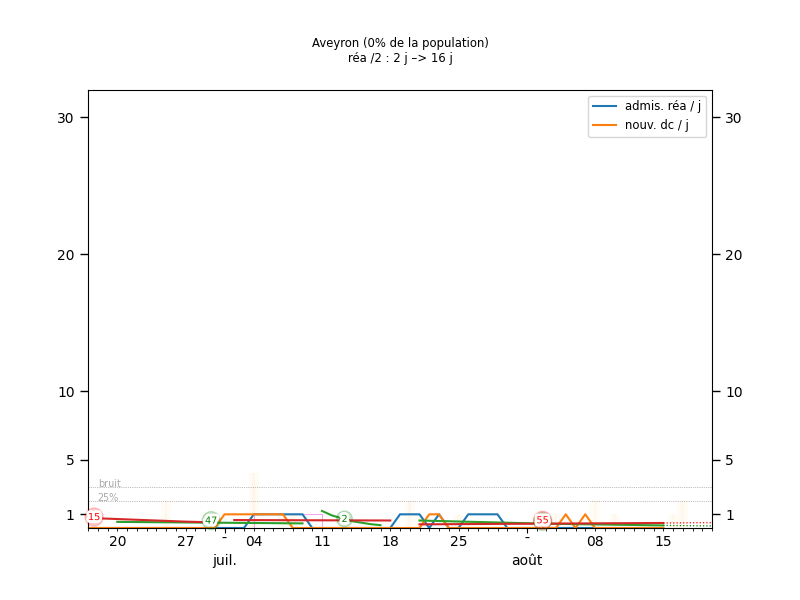 Aveyron (0% de la population)
réa /2 : 2 j –> 16 j
admis. réa / j
nouv. dc / j
30 30
20 20
10 10
5 5
1 1
bruit
25%
15 47 2 55
20 27 - 04 11 18 25 - 08 15
juil. août